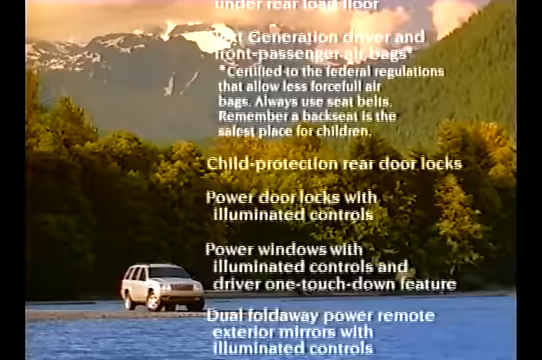 under rear load floor
Next Generation driver and
front-passenger air bags*
*Certified to the federal regulations
that allow less forcefull air
bags. Always use seat belts.
Remember a backseat is the
safest place for children.
Child-protection rear door locks
Power door locks with
illuminated controls
Power windows with
illuminated controls and
driver one-touch-down feature
Dual foldaway power remote
exterior mirrors with
illuminated controls